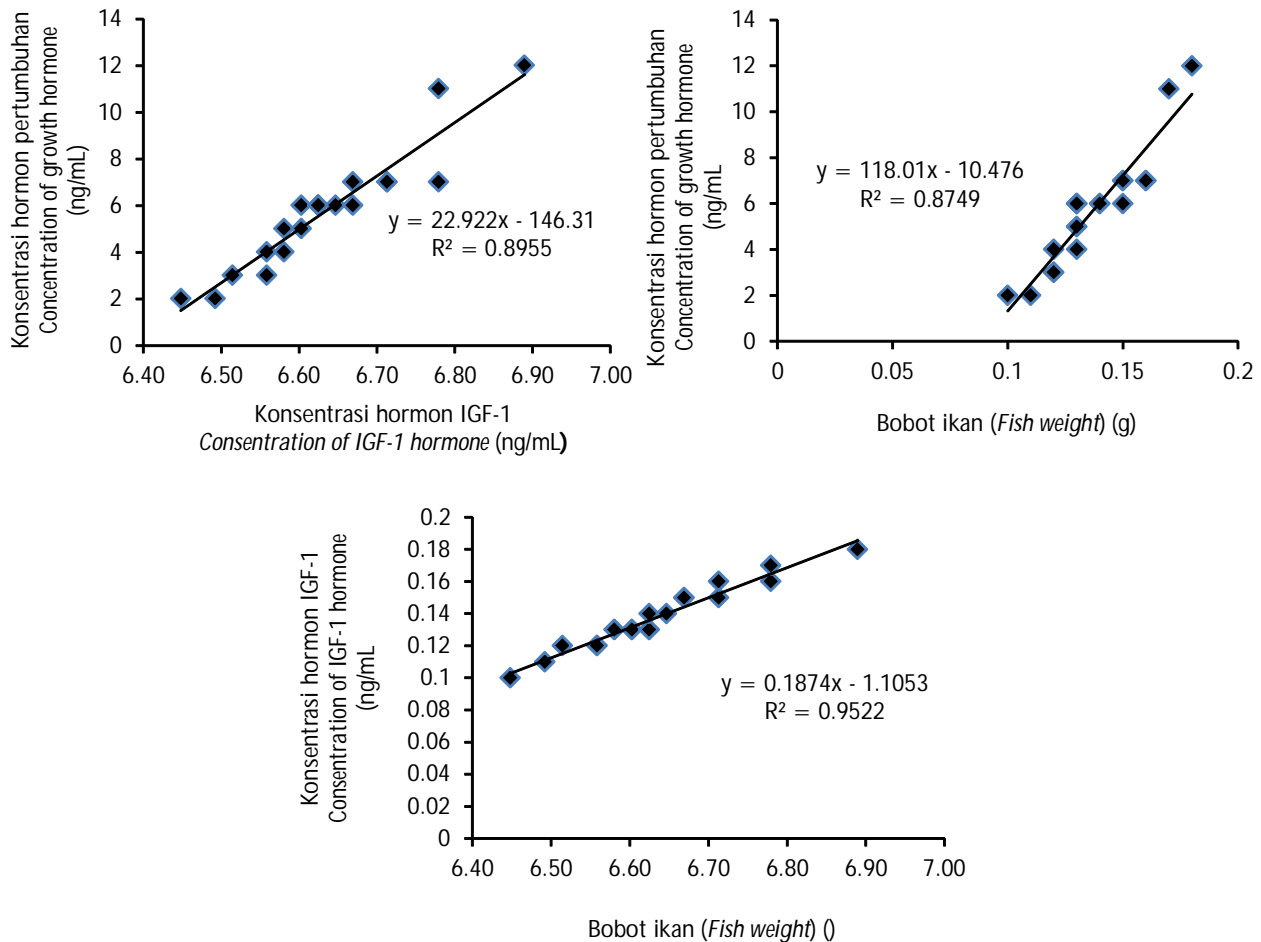 Konsentrasi hormon pertumbuhan
Concentration of growth hormone
(ng/mL)
14
12
10
8
6
4
2
0
y = 22.922x - 146.31
R² = 0.8955
6.40 6.50 6.60 6.70 6.80 6.90 7.00
Konsentrasi hormon IGF-1
Consentration of IGF-1 hormone (ng/mL)
Konsentrasi hormon pertumbuhan
Concentration of growth hormone
(ng/mL
14
12
10
8
6
4
2
0
y = 118.01x - 10.476
R² = 0.8749
0 0.05 0.1 0.15 0.2
Bobot ikan (Fish weight) (g)
Konsentrasi hormon IGF-1
Consentration of IGF-1 hormone
(ng/mL
0.2
0.18
0.16
0.14
0.12
0.1
0.08
0.06
0.04
0.02
0
y = 0.1874x - 1.1053
R² = 0.9522
6.40 6.50 6.60 6.70 6.80 6.90 7.00
Bobot ikan (Fish weight) ()